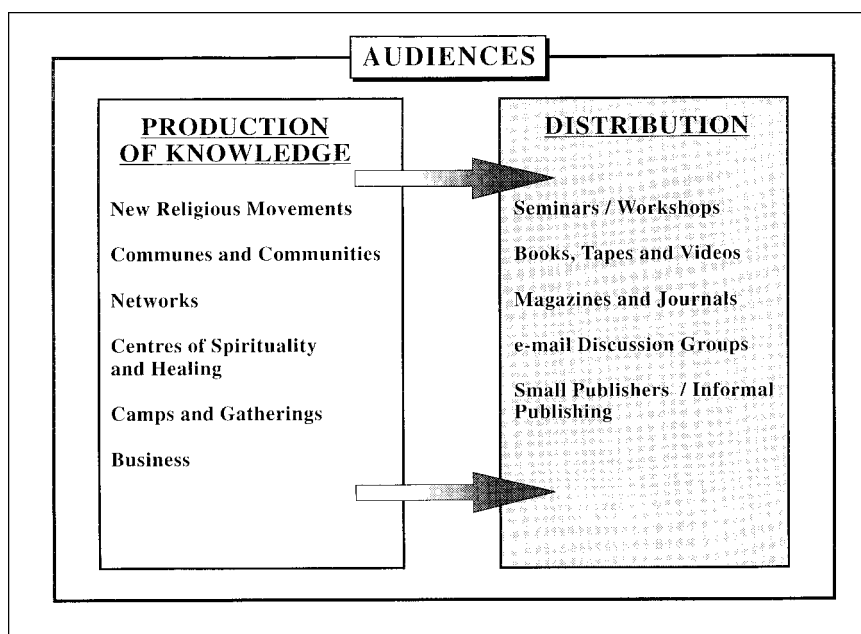 AUDIENCES
PRODUCTION
OF KNOWLEDGE
New Religious Movements
Communes and Communities
Networks
Centres of Spirituality
and Healing
Camps and Gatherings
Business
DISTRIBUTION
Seminars / Workshops
Books, Tapes and Videos
Magazines and Journals
e-mail Discussion Groups
Small Publishers / Informal
Publishing